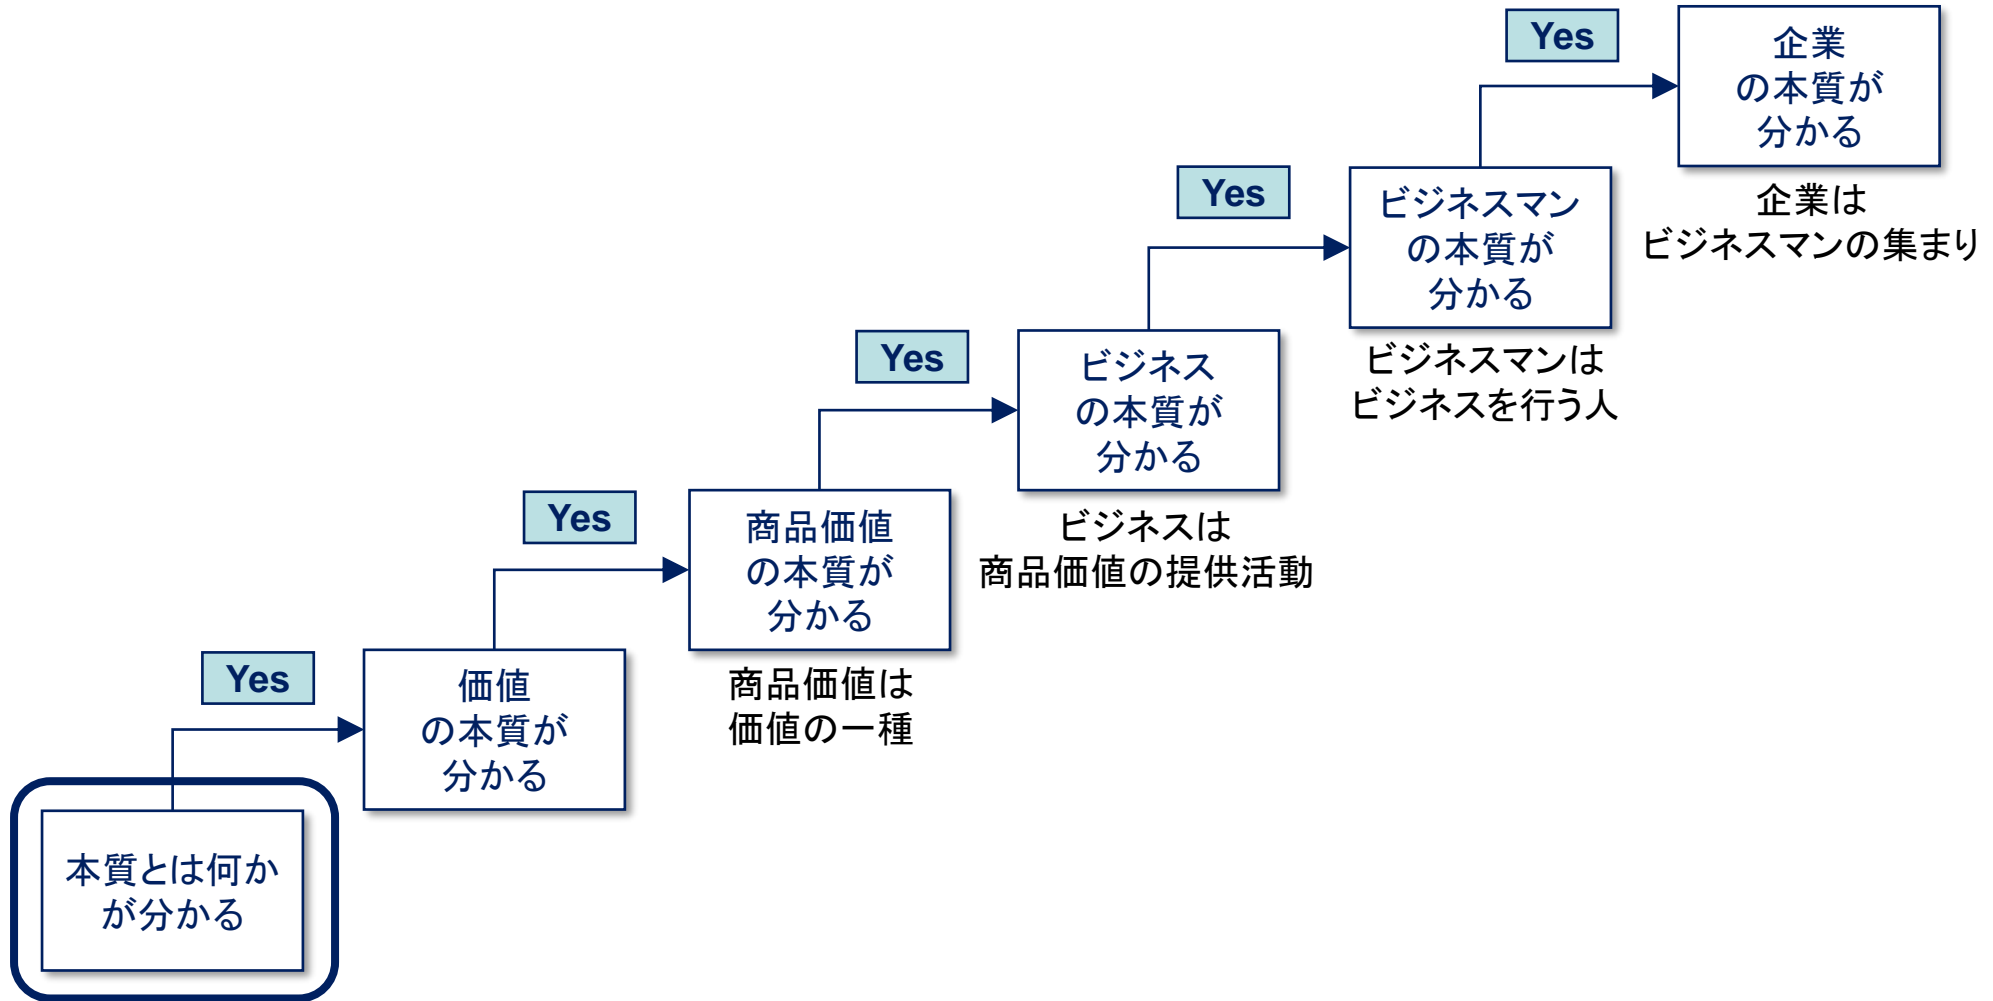 Yes
企業
の本質が
分かる
企業は
ビジネスマンの集まり
Yes
ビジネスマン
の本質が
分かる
ビジネスマンは
ビジネスを行う人
Yes
ビジネス
の本質が
分かる
ビジネスは
商品価値の提供活動
Yes
商品価値
の本質が
分かる
商品価値は
価値の一種
Yes
価値
の本質が
分かる
本質とは何か
が分かる